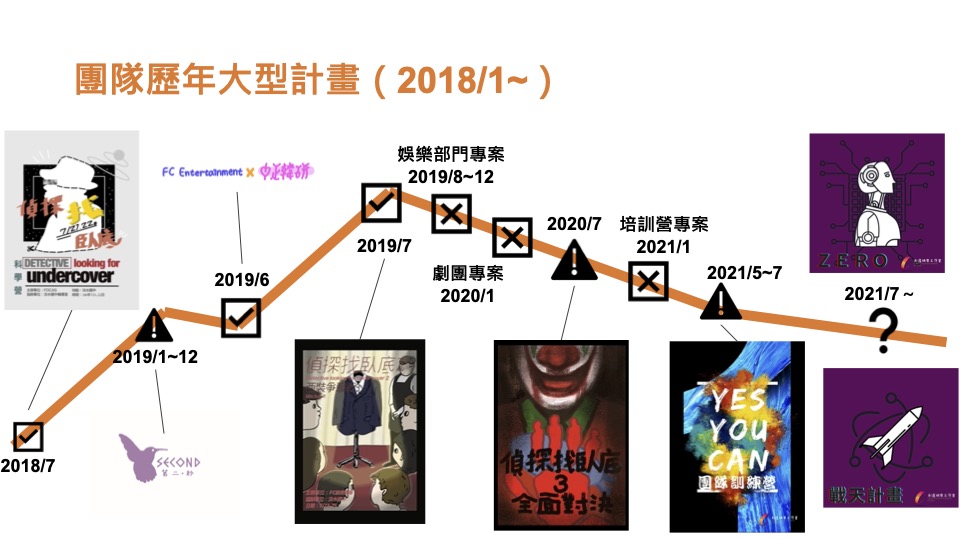 團隊歷年大型計畫（2018/1~）
偵探找
臥底
7/21.22
科學營
DETECTIVE looking for
undercover
FC Entertainment x 中正韓研
娛樂部門專案
2019/8~12
2019/7
2019/6
劇團專案
2020/1
2020/7
培訓營專案
2021/1
2021/5~7
2021/7 ~
2019/1~12
2018/7
SECOND
第二·秒
偵探找臥底
偵探找臥底
3
全面對決
YES
YOU
CAN
團隊訓練營
ZERO
戰天計畫